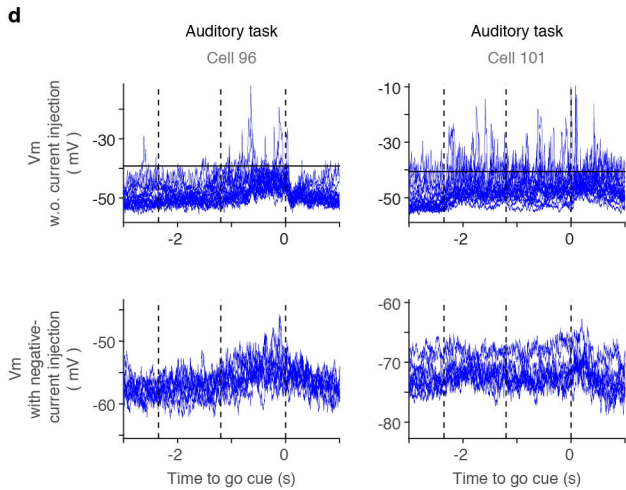 d
Auditory task
Cell 96
Auditory task
Cell 101
Vm
w.o. current injection
( mV )
-30
-50
-2
0
-10
-30
-50
-2
0
Vm
with negative-
current injection
( mV )
-50
-60
-2
0
Time to go cue (s)
-60
-70
-80
-2
0
Time to go cue (s)